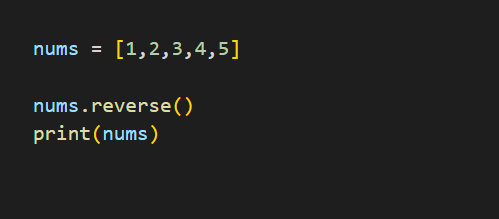 nums = [1,2,3,4,5]
nums.reverse()
print(nums)